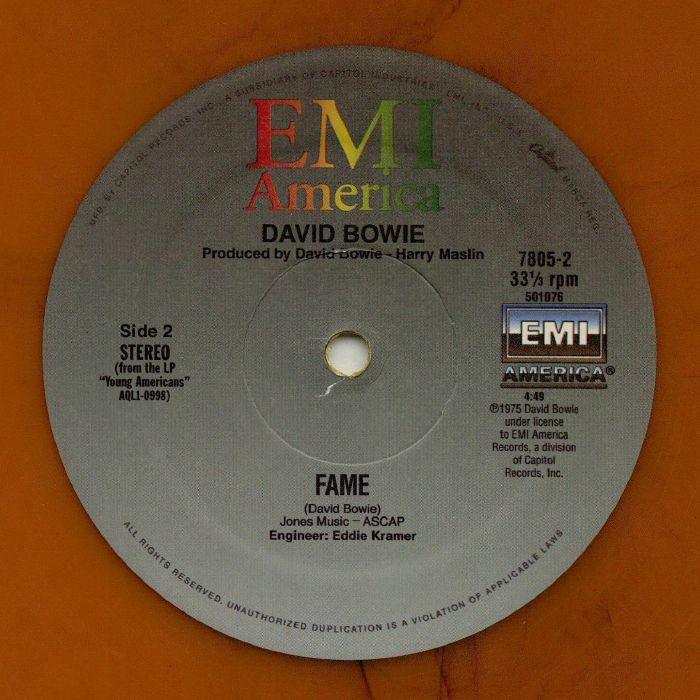 MFD. BY CAPITOL RECORDS, INC., A SUBSIDIARY OF CAPITOL INDUSTRIES - EMI, INC., U.S.A. Capitol MARCA REG.
EMI
America
DAVID BOWIE
Produced by David Bowie - Harry Maslin
7805-2
33⅓ rpm
501076
EMI
AMERICA®
4:49
℗1975 David Bowie
under license
to EMI America
Records, a division
of Capitol
Records, Inc.
Side 2
STEREO
(from the LP
"Young Americans"
AQL1-0998)
FAME
(David Bowie)
Jones Music – ASCAP
Engineer: Eddie Kramer
ALL RIGHTS RESERVED. UNAUTHORIZED DUPLICATION IS A VIOLATION OF APPLICABLE LAWS